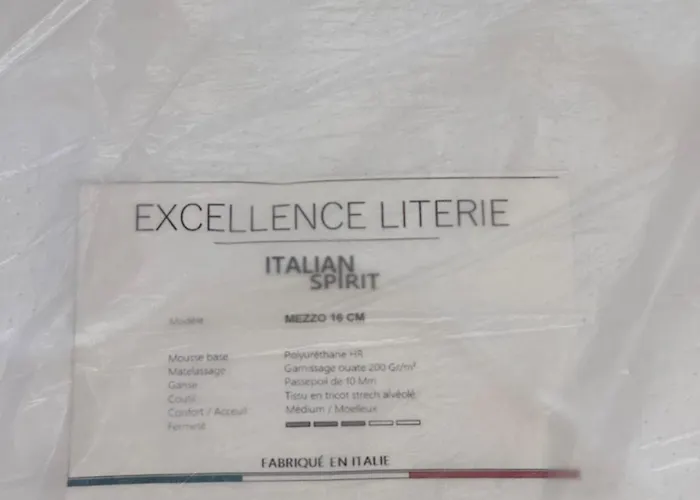 EXCELLENCE LITERIE
ITALIAN
SPIRIT
Modèle MEZZO 16 CM
Mousse base Polyuréthane HR
Matelassage Garnissage ouate 200 Gr/m²
Ganse Passepoil de 10 Mm
Coutil Tissu en tricot strech alvéolé
Confort / Accueil Médium / Moelleux
Fermeté
FABRIQUÉ EN ITALIE